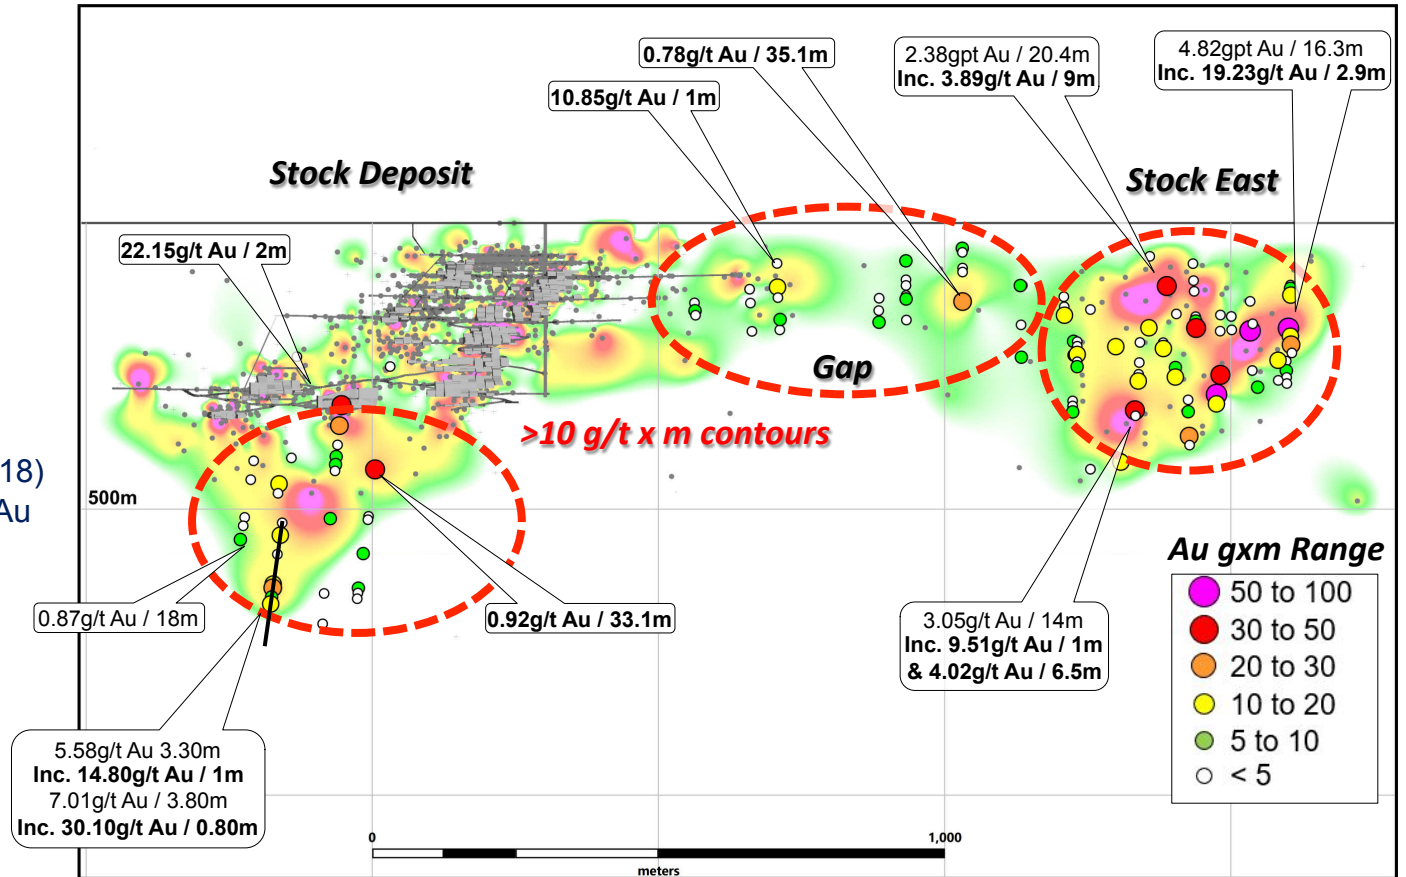 0.78g/t Au / 35.1m
2.38gpt Au / 20.4m
Inc. 3.89g/t Au / 9m
4.82gpt Au / 16.3m
Inc. 19.23g/t Au / 2.9m
10.85g/t Au / 1m
Stock Deposit
Stock East
22.15g/t Au / 2m
Gap
>10 g/t x m contours
18)
Au
500m
0.87g/t Au / 18m
0.92g/t Au / 33.1m
3.05g/t Au / 14m
Inc. 9.51g/t Au / 1m
& 4.02g/t Au / 6.5m
Au gxm Range
50 to 100
30 to 50
20 to 30
10 to 20
5 to 10
< 5
5.58g/t Au 3.30m
Inc. 14.80g/t Au / 1m
7.01g/t Au / 3.80m
Inc. 30.10g/t Au / 0.80m
0
1,000
meters